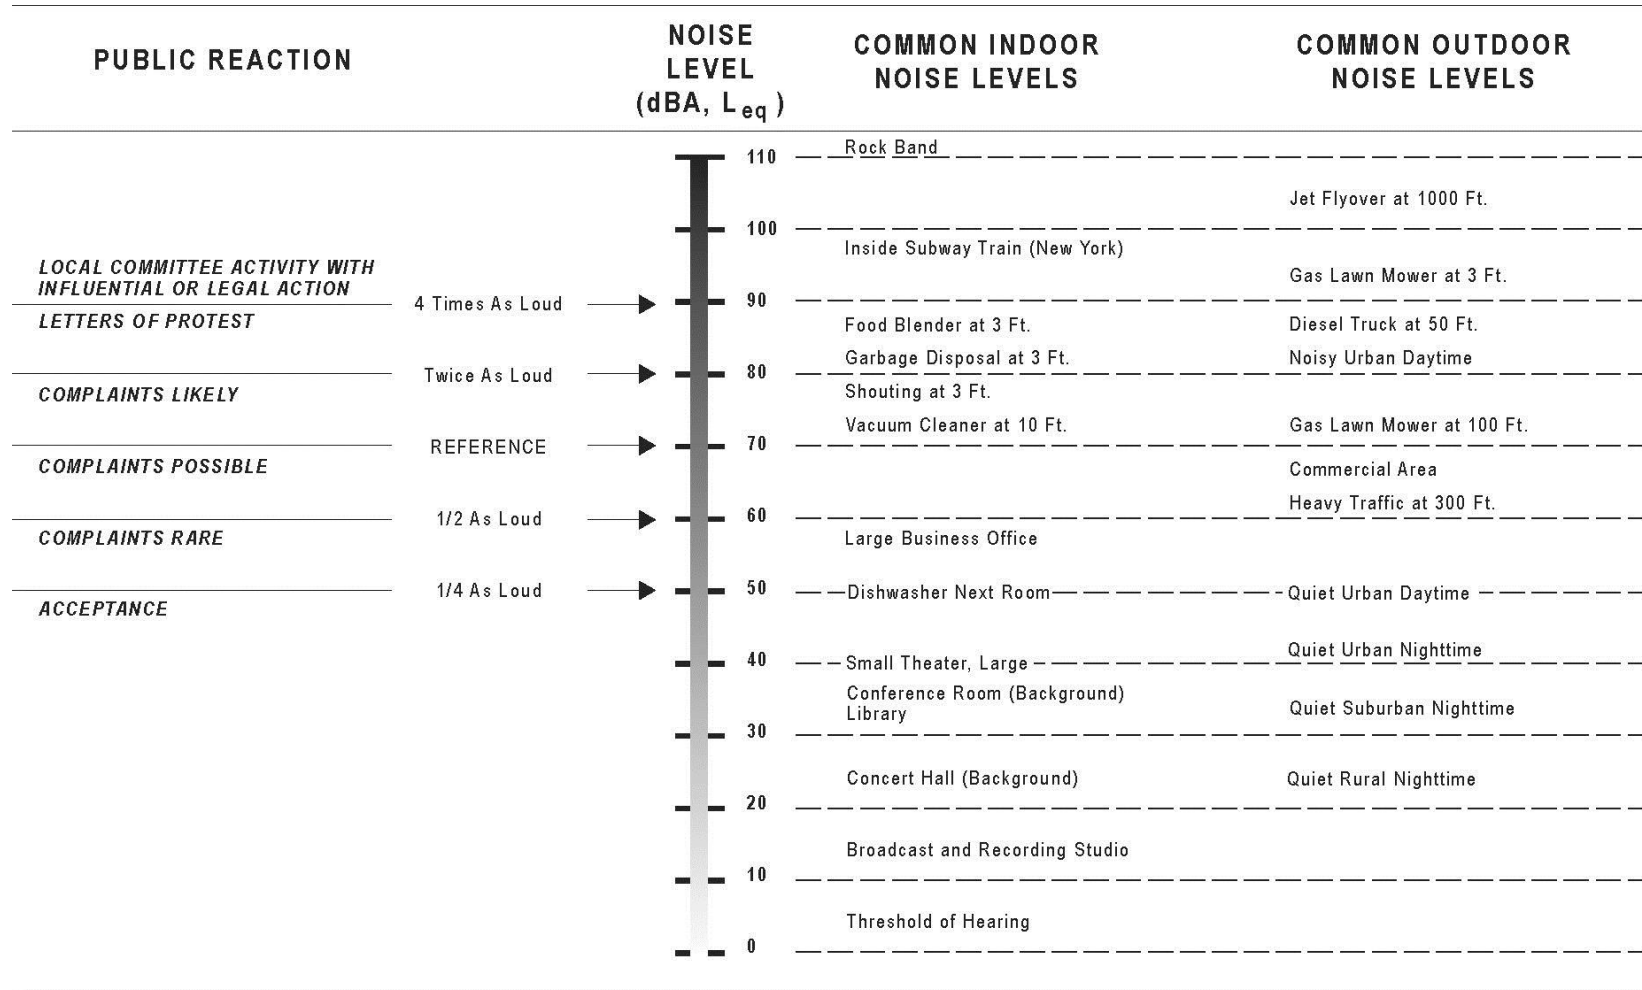 PUBLIC REACTION
NOISE
LEVEL
(dBA, Leq )
COMMON INDOOR
NOISE LEVELS
COMMON OUTDOOR
NOISE LEVELS
110
Rock Band
Jet Flyover at 1000 Ft.
100
Inside Subway Train (New York)
LOCAL COMMITTEE ACTIVITY WITH
INFLUENTIAL OR LEGAL ACTION
Gas Lawn Mower at 3 Ft.
4 Times As Loud
90
LETTERS OF PROTEST
Food Blender at 3 Ft.
Diesel Truck at 50 Ft.
Garbage Disposal at 3 Ft.
Noisy Urban Daytime
Twice As Loud
80
COMPLAINTS LIKELY
Shouting at 3 Ft.
Vacuum Cleaner at 10 Ft.
Gas Lawn Mower at 100 Ft.
REFERENCE
70
COMPLAINTS POSSIBLE
Commercial Area
Heavy Traffic at 300 Ft.
1/2 As Loud
60
COMPLAINTS RARE
Large Business Office
1/4 As Loud
50
Dishwasher Next Room
Quiet Urban Daytime
ACCEPTANCE
Quiet Urban Nighttime
40
Small Theater, Large
Conference Room (Background)
Library
Quiet Suburban Nighttime
30
Concert Hall (Background)
Quiet Rural Nighttime
20
Broadcast and Recording Studio
10
Threshold of Hearing
0